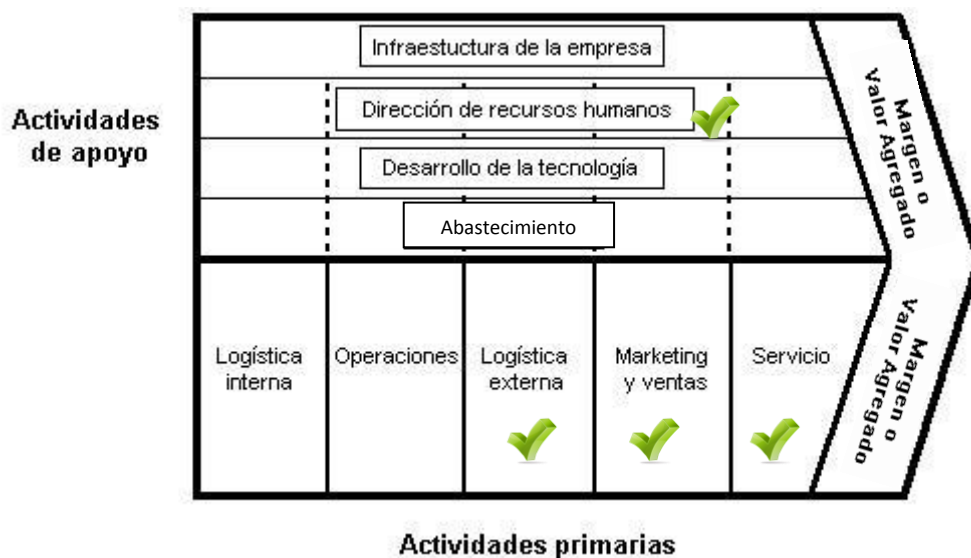 Infraestuctura de la empresa
Dirección de recursos humanos
Desarrollo de la tecnología
Abastecimiento
Actividades
de apoyo
Margen o
Valor Agregado
Logística
interna
Operaciones
Logística
externa
Marketing
y ventas
Servicio
Margen o
Valor Agregado
Actividades primarias